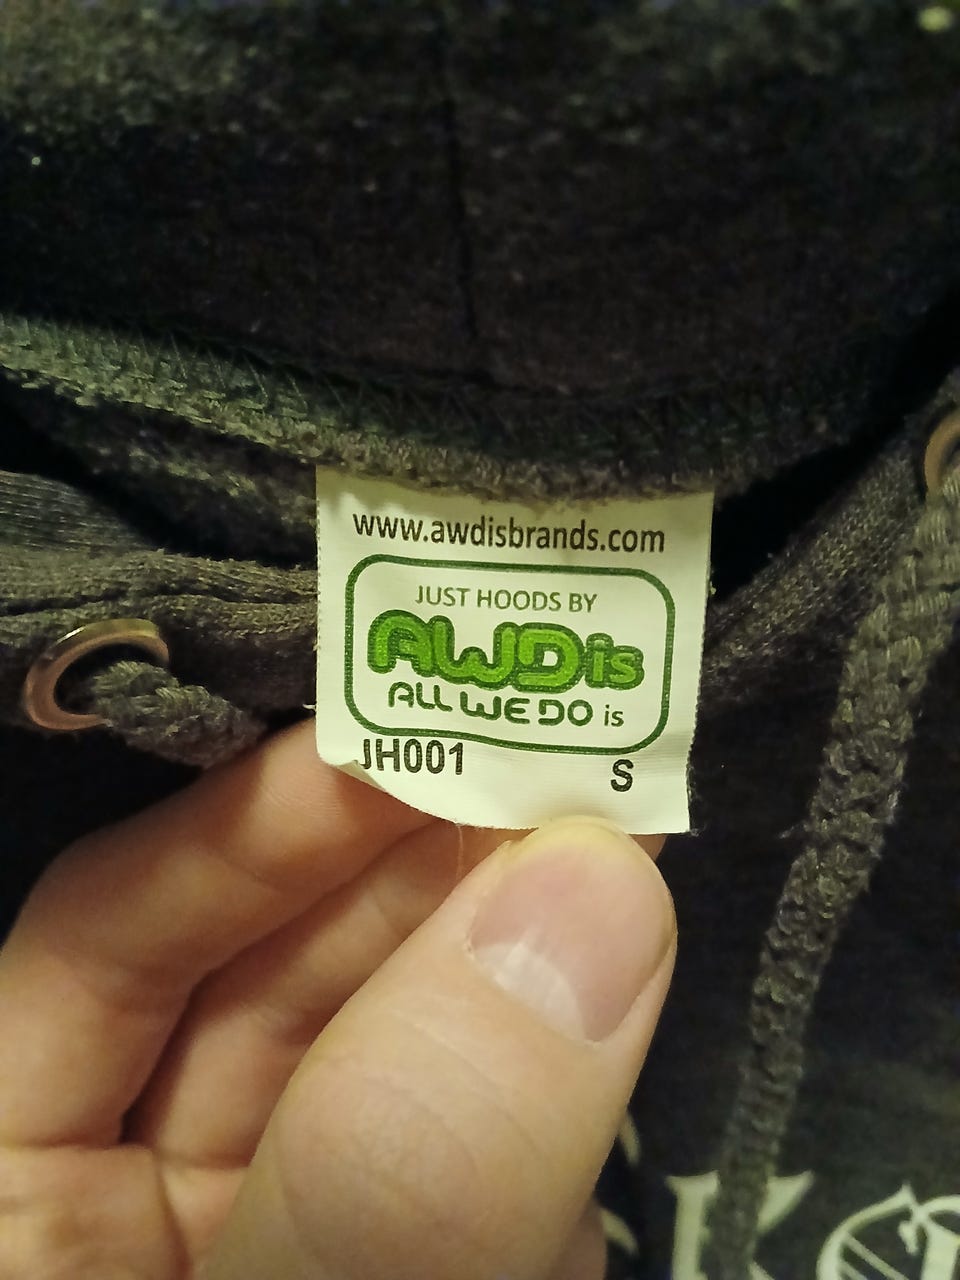 www.awdisbrands.com
JUST HOODS BY
AWDis
ALL WE DO is
JH001 S
K